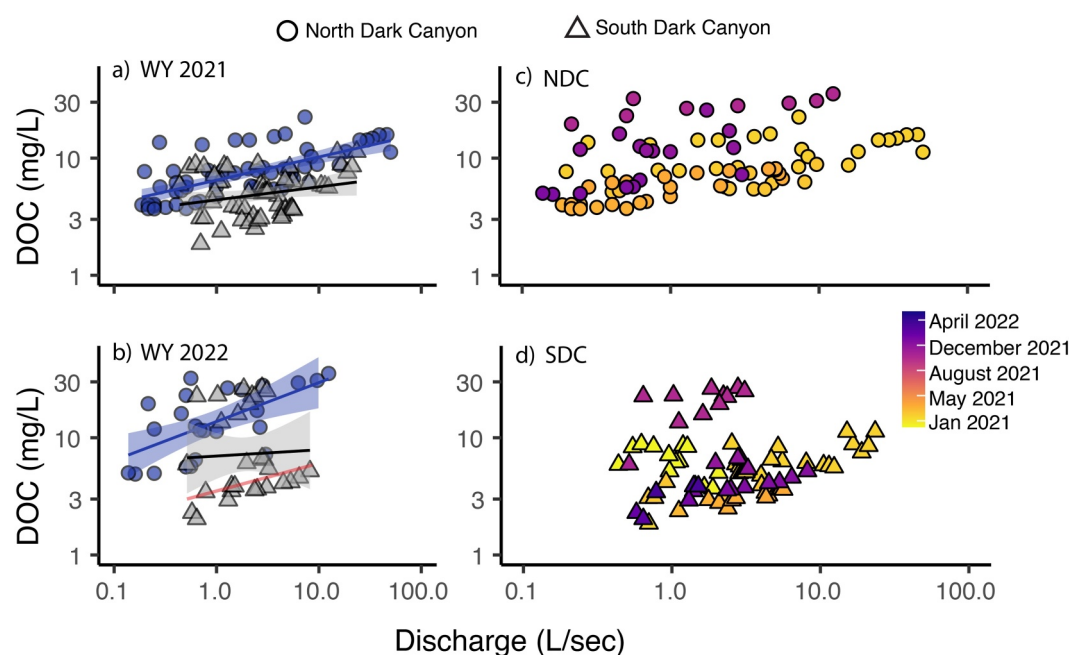 North Dark Canyon
South Dark Canyon
a) WY 2021
c) NDC
DOC (mg/L)
30
10
3
1
b) WY 2022
d) SDC
DOC (mg/L)
30
10
3
1
30
10
3
1
30
10
3
1
April 2022
December 2021
August 2021
May 2021
Jan 2021
0.1
1.0
10.0
100.0
0.1
1.0
10.0
100.0
Discharge (L/sec)